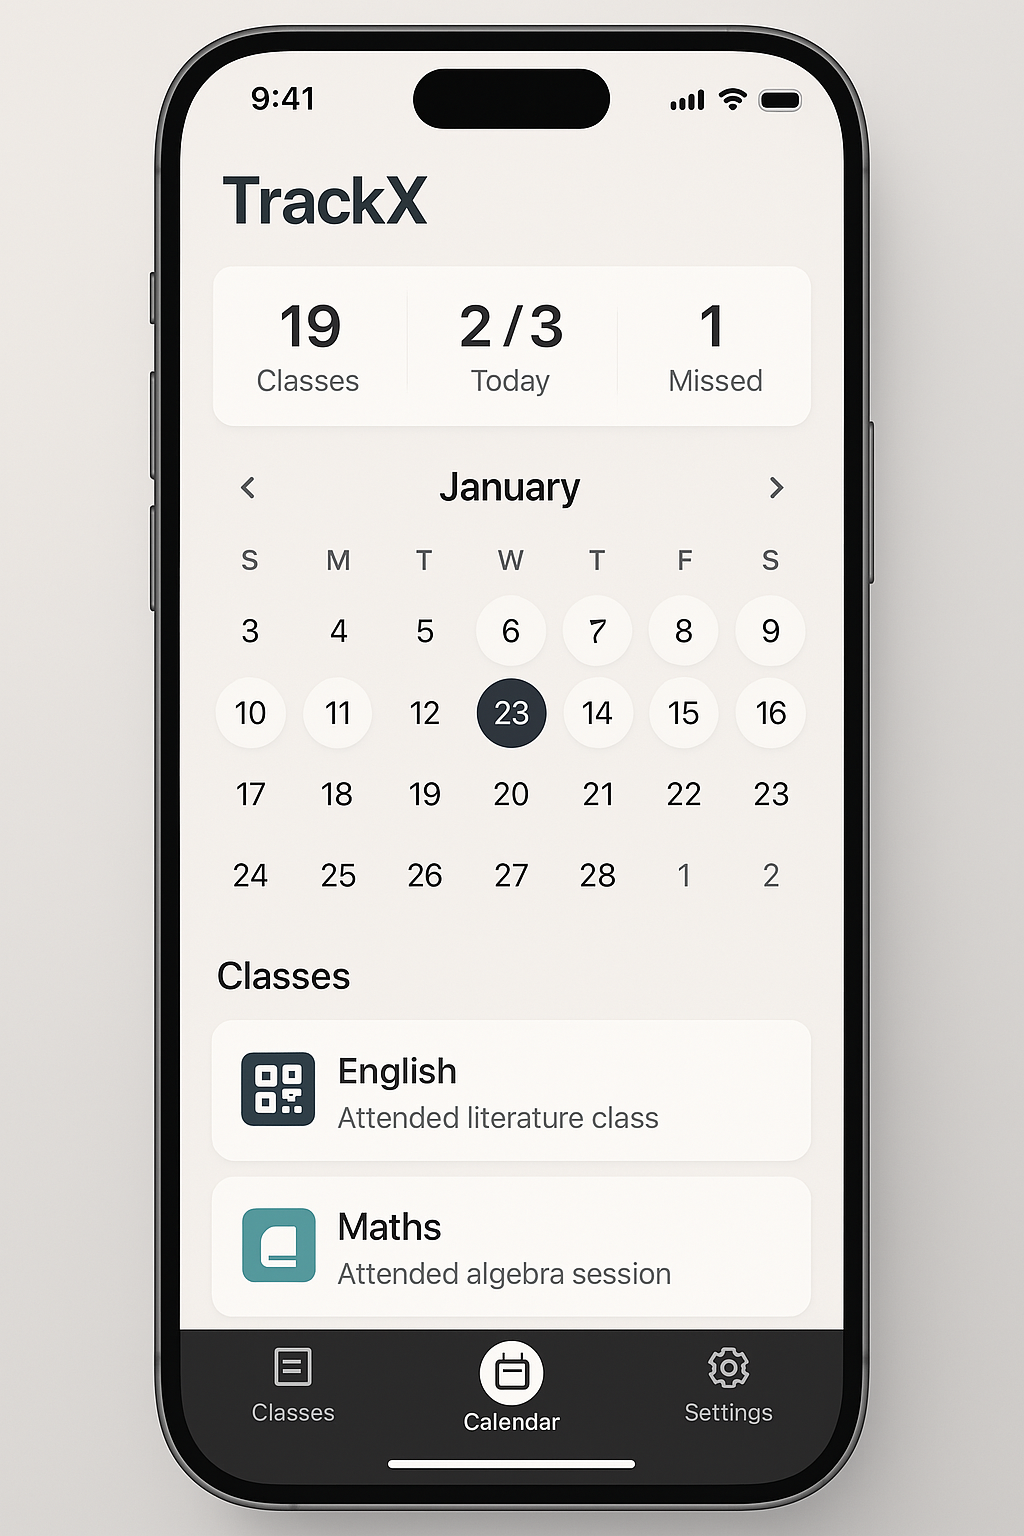 9:41
TrackX
19 2/3 1
Classes Today Missed
January
S M T W T F S
3 4 5 6 7 8 9
10 11 12 23 14 15 16
17 18 19 20 21 22 23
24 25 26 27 28 1 2
Classes
English
Attended literature class
Maths
Attended algebra session
Classes Calendar Settings